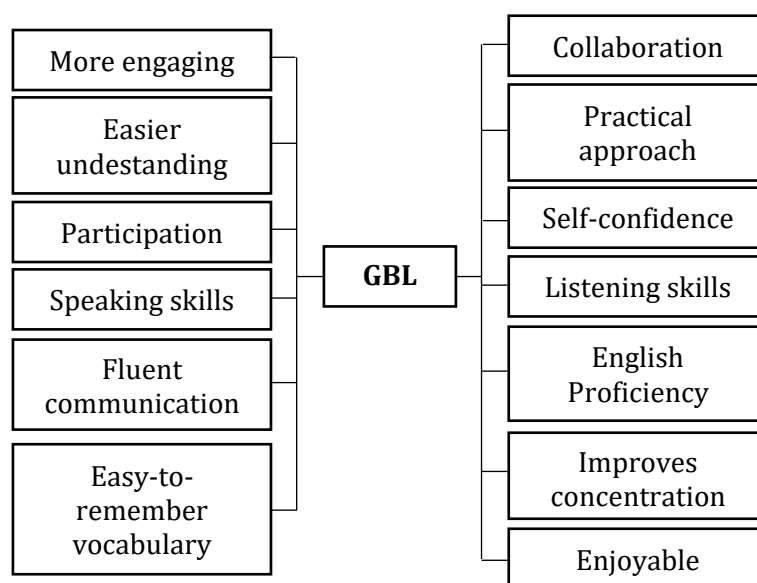 More engaging
Easier
undestanding
Participation
Speaking skills
Fluent
communication
Easy-to-
remember
vocabulary
GBL
Collaboration
Practical
approach
Self-confidence
Listening skills
English
Proficiency
Improves
concentration
Enjoyable